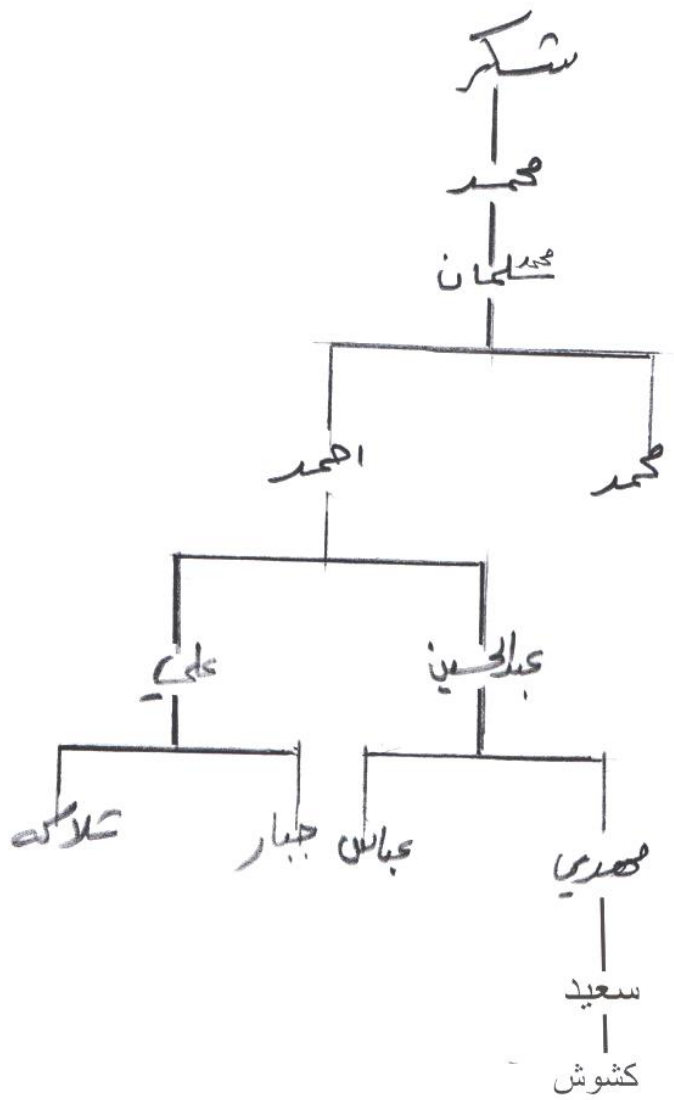 شكر
محمد
محمد سلمان
احمد محمد
علي عبدالحسين
جبار عباس مهدي
سعيد
كشوش